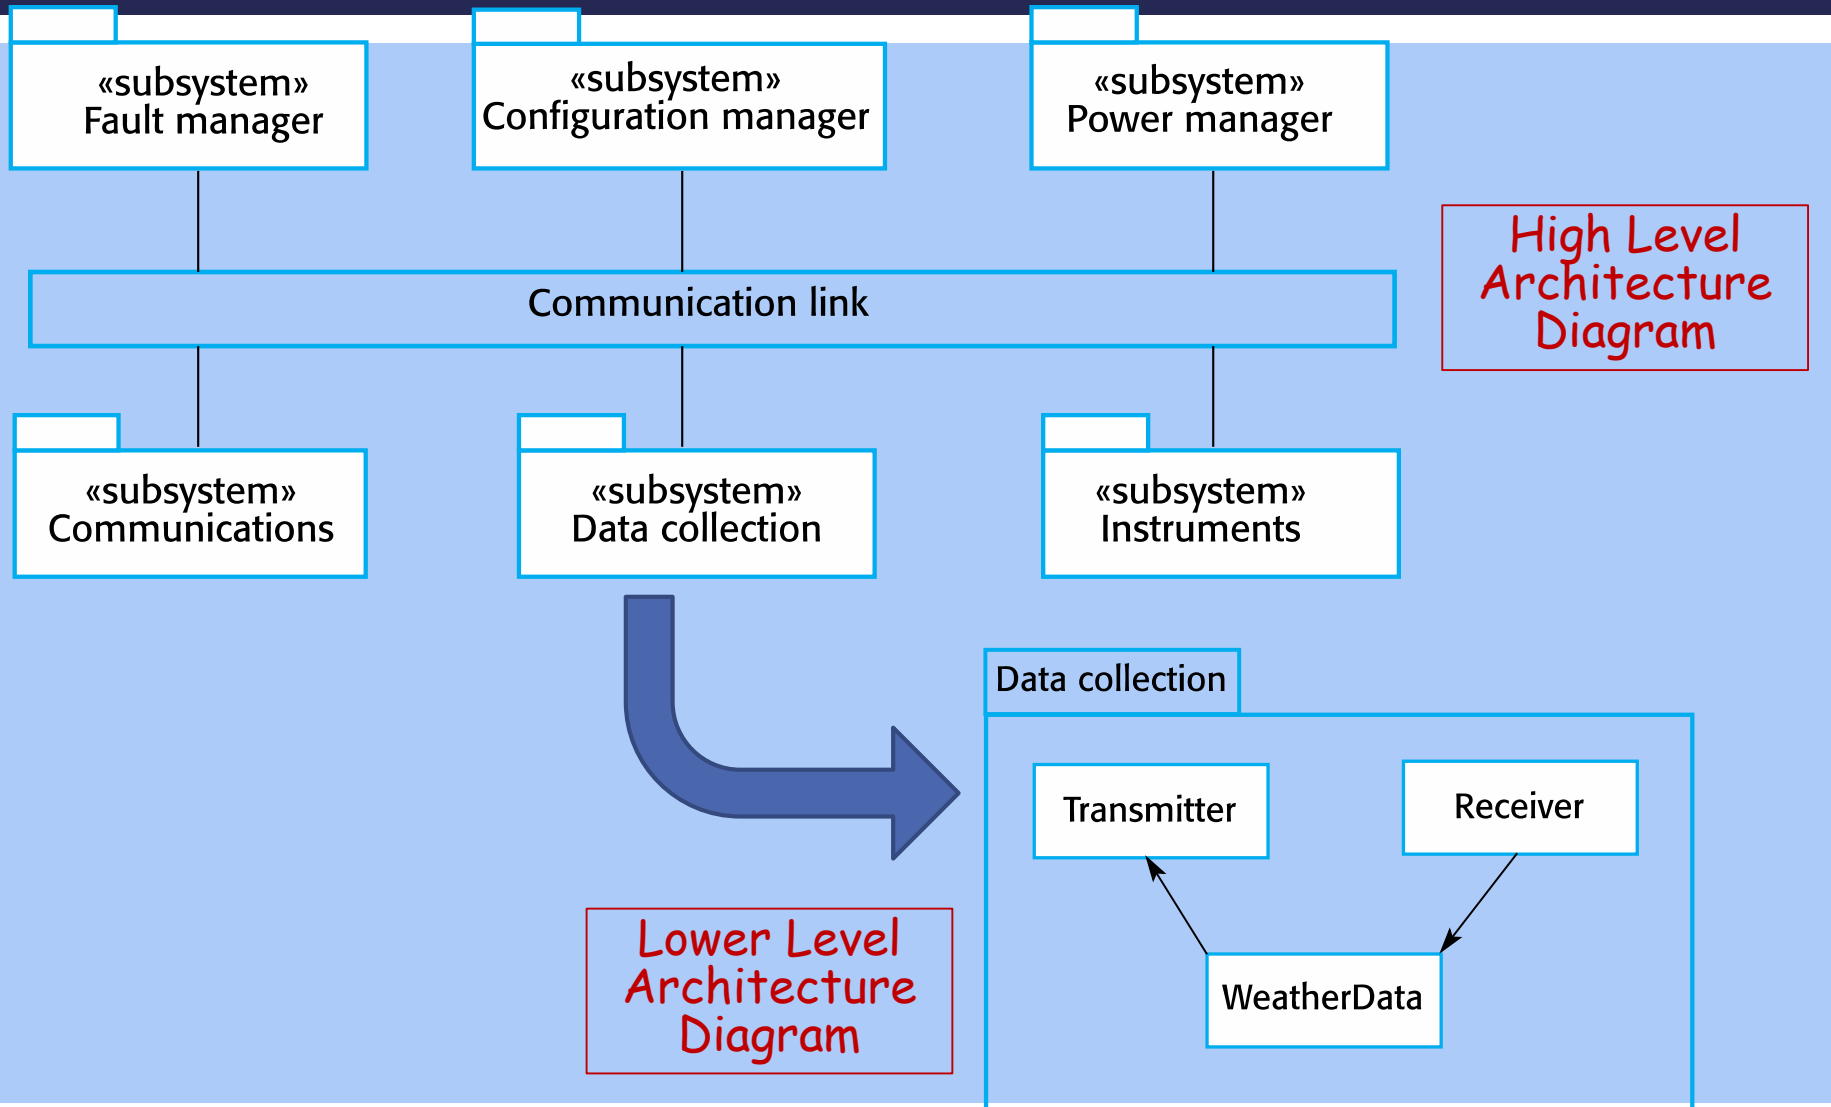 «subsystem»
Fault manager
«subsystem»
Configuration manager
«subsystem»
Power manager
High Level
Architecture
Diagram
Communication link
«subsystem»
Communications
«subsystem»
Data collection
«subsystem»
Instruments
Data collection
Transmitter
Receiver
Lower Level
Architecture
Diagram
WeatherData